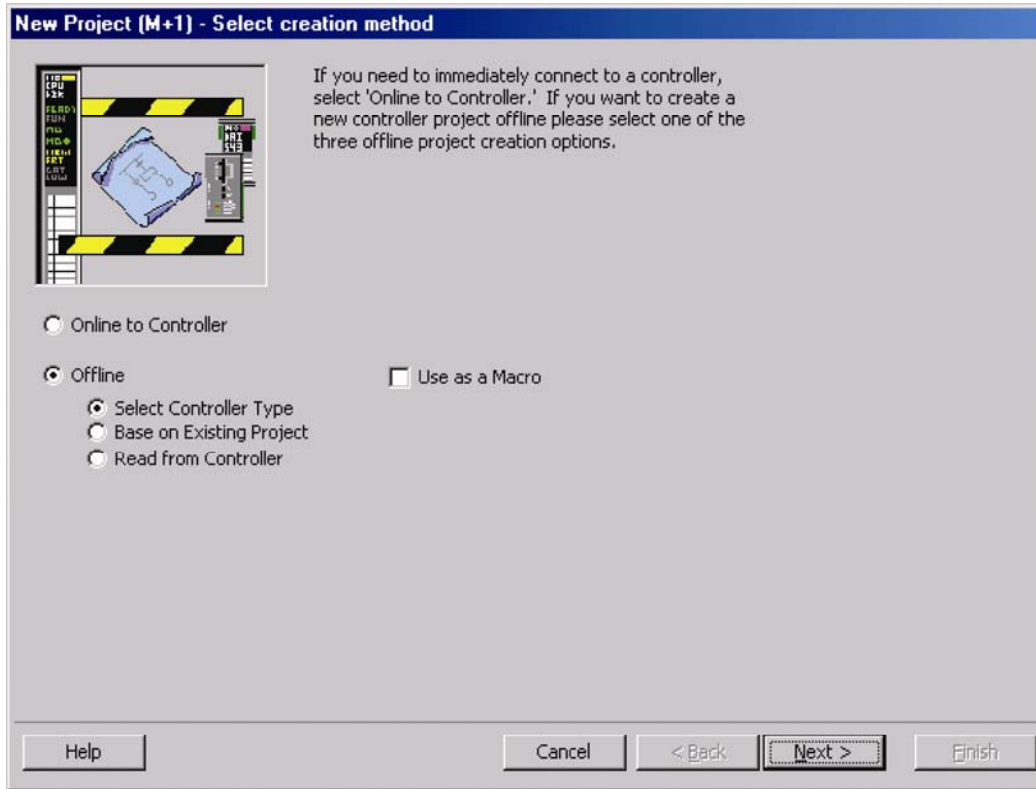 New Project (M+1) - Select creation method
If you need to immediately connect to a controller,
select 'Online to Controller.' If you want to create a
new controller project offline please select one of the
three offline project creation options.
CPU
READY
RUN
Online to Controller
Offline
Use as a Macro
Select Controller Type
Base on Existing Project
Read from Controller
Help
Cancel
< Back
Next >
Finish